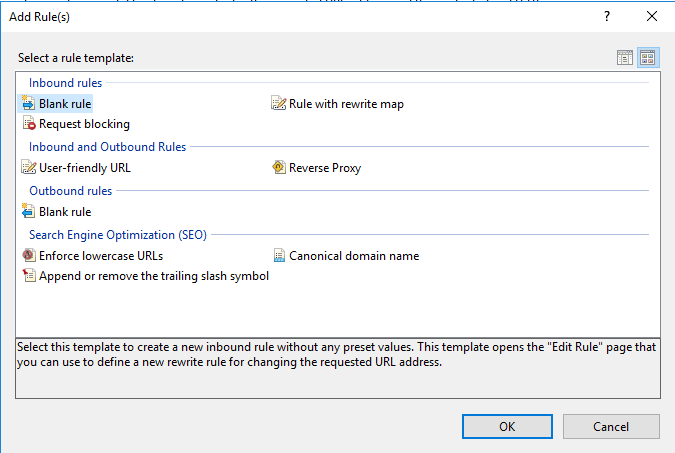 Add Rule(s)
?
Select a rule template:
Inbound rules
Blank rule
Rule with rewrite map
Request blocking
Inbound and Outbound Rules
User-friendly URL
Reverse Proxy
Outbound rules
Blank rule
Search Engine Optimization (SEO)
Enforce lowercase URLs
Canonical domain name
Append or remove the trailing slash symbol
Select this template to create a new inbound rule without any preset values. This template opens the "Edit Rule" page that
you can use to define a new rewrite rule for changing the requested URL address.
OK
Cancel